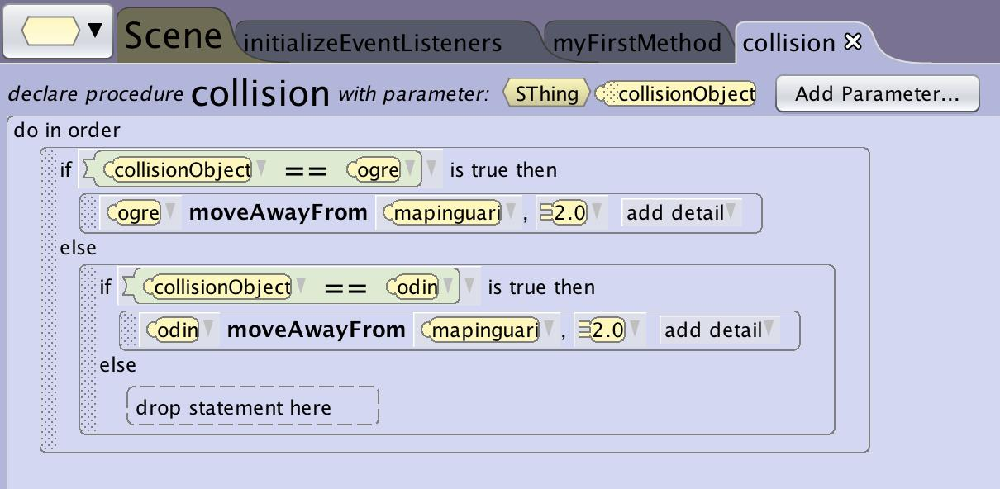 Scene initializeEventListeners myFirstMethod collision
declare procedure collision with parameter: SThing collisionObject Add Parameter...
do in order
if collisionObject == ogre is true then
ogre moveAwayFrom mapinguari , 2.0 add detail
else
if collisionObject == odin is true then
odin moveAwayFrom mapinguari , 2.0 add detail
else
drop statement here